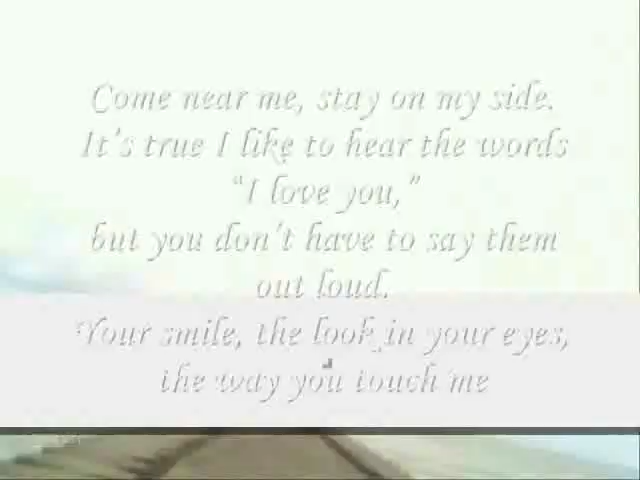 Come near me, stay on my side.
It's true I like to hear the words
"I love you,"
but you don't have to say them
out loud.
Your smile, the look in your eyes,
the way you touch me